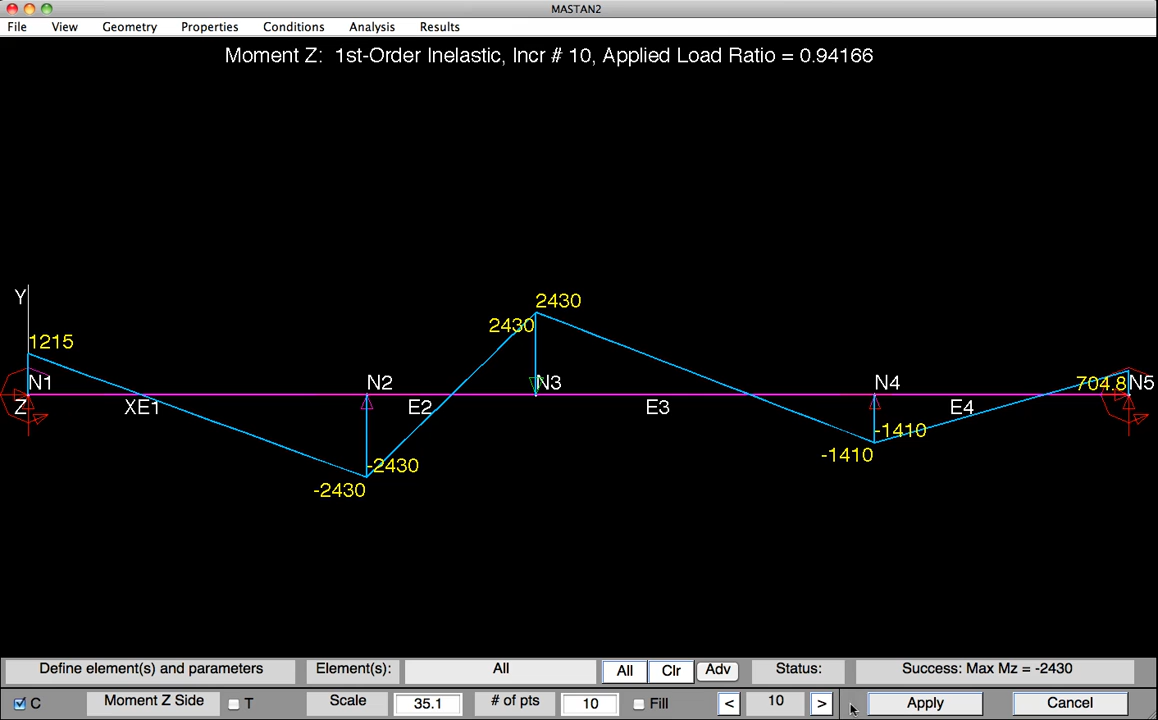 MASTAN2
File View Geometry Properties Conditions Analysis Results
Moment Z: 1st-Order Inelastic, Incr # 10, Applied Load Ratio = 0.94166
Y
2430
2430
1215
N1 N2 N3 N4 704.8 N5
Z XE1 E2 E3 E4
-1410
-1410
-2430
-2430
Define element(s) and parameters Element(s): All All Clr Adv Status: Success: Max Mz = -2430
C Moment Z Side T Scale 35.1 # of pts 10 Fill < 10 > Apply Cancel